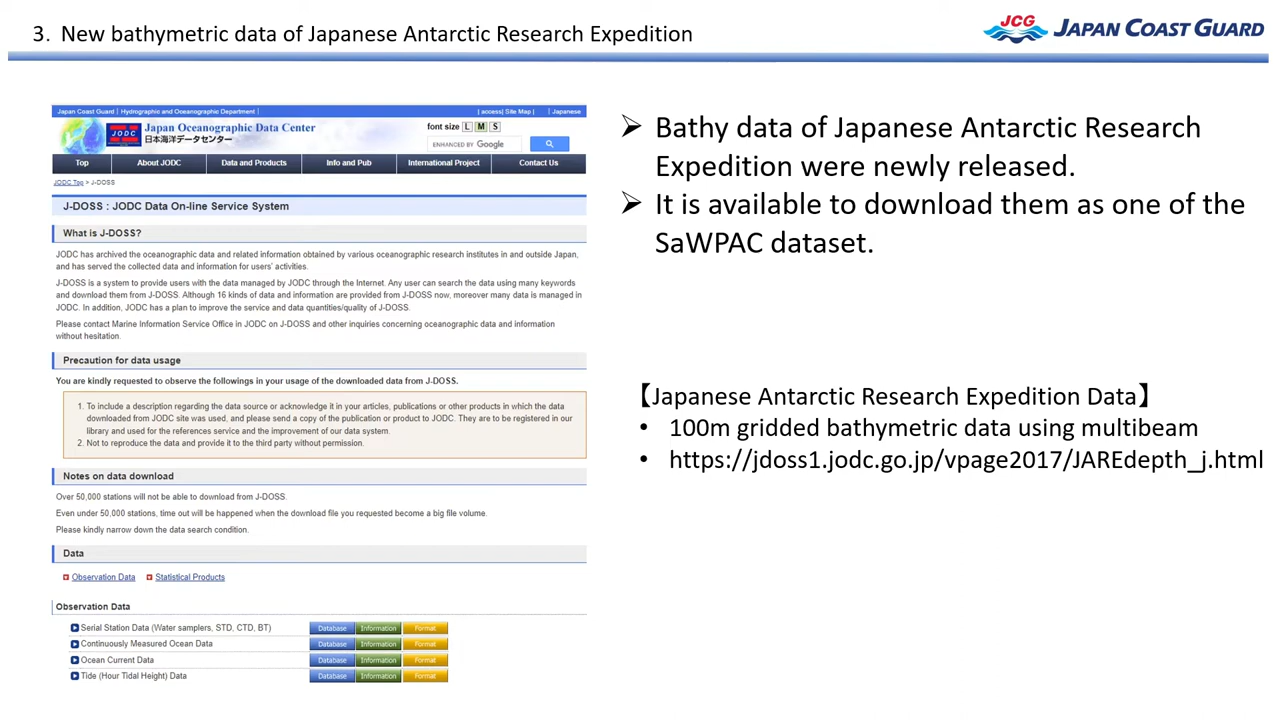 3. New bathymetric data of Japanese Antarctic Research Expedition
JCG JAPAN COAST GUARD
Japan Coast Guard | Hydrographic and Oceanographic Department |
| access| Site Map | Japanese
JODC
Japan Oceanographic Data Center
日本海洋データセンター
font size L M S
ENHANCED BY Google
Top About JODC Data and Products Info and Pub International Project Contact Us
JODC Top > J-DOSS
J-DOSS : JODC Data On-line Service System
What is J-DOSS?
JODC has archived the oceanographic data and related information obtained by various oceanographic research institutes in and outside Japan,
and has served the collected data and information for users' activities.
J-DOSS is a system to provide users with the data managed by JODC through the Internet. Any user can search the data using many keywords
and download them from J-DOSS. Although 16 kinds of data and information are provided from J-DOSS now, moreover many data is managed in
JODC. In addition, JODC has a plan to improve the service and data quantities/quality of J-DOSS.
Please contact Marine Information Service Office in JODC on J-DOSS and other inquiries concerning oceanographic data and information
without hesitation.
Precaution for data usage
You are kindly requested to observe the followings in your usage of the downloaded data from J-DOSS.
1. To include a description regarding the data source or acknowledge it in your articles, publications or other products in which the data
downloaded from JODC site was used, and please send a copy of the publication or product to JODC. They are to be registered in our
library and used for the references service and the improvement of our data system.
2. Not to reproduce the data and provide it to the third party without permission.
Notes on data download
Over 50,000 stations will not be able to download from J-DOSS.
Even under 50,000 stations, time out will be happened when the download file you requested become a big file volume.
Please kindly narrow down the data search condition.
Data
Observation Data Statistical Products
Observation Data
Serial Station Data (Water samplers, STD, CTD, BT) Database Information Format
Continuously Measured Ocean Data Database Information Format
Ocean Current Data Database Information Format
Tide (Hour Tidal Height) Data Database Information Format
➢ Bathy data of Japanese Antarctic Research
Expedition were newly released.
➢ It is available to download them as one of the
SaWPAC dataset.
【Japanese Antarctic Research Expedition Data】
• 100m gridded bathymetric data using multibeam
• https://jdoss1.jodc.go.jp/vpage2017/JAREdepth_j.html